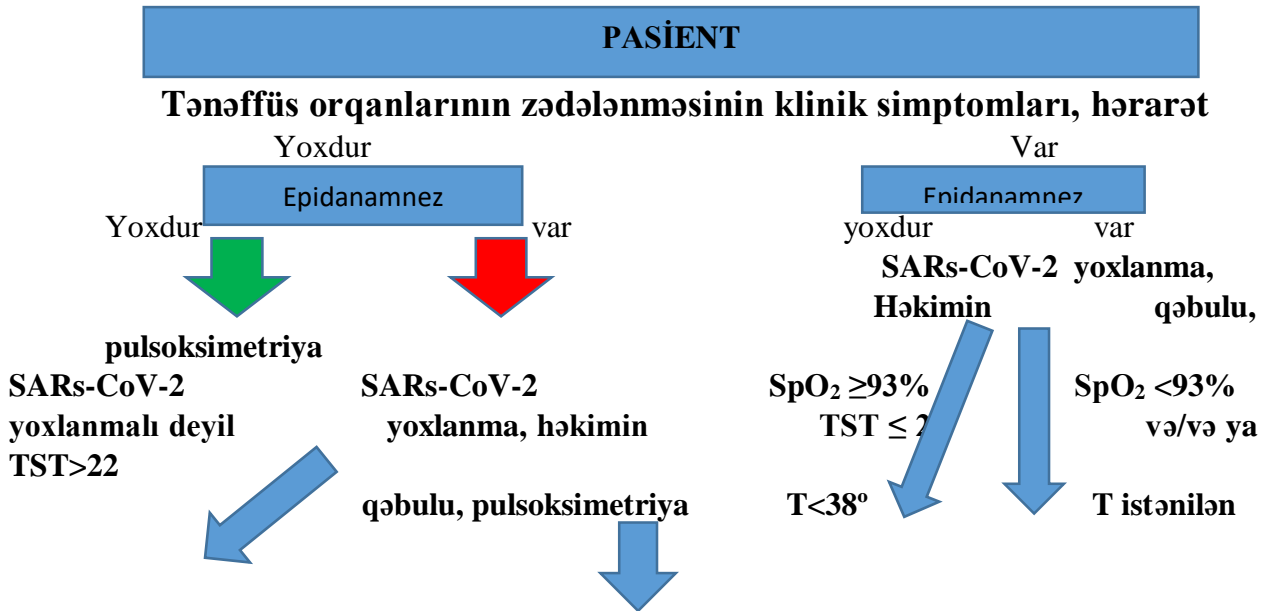 PASİENT
Tənəffüs orqanlarının zədələnməsinin klinik simptomları, hərarət
Yoxdur Var
Epidanamnez Epidanamnez
Yoxdur var yoxdur var
SARs-CoV-2 yoxlanma,
Həkimin qəbulu,
pulsoksimetriya
SARs-CoV-2 SARs-CoV-2 SpO₂ ≥93% SpO₂ <93%
yoxlanmalı deyil yoxlanma, həkimin TST ≤ və/və ya
TST>22
qəbulu, pulsoksimetriya T<38º T istənilən